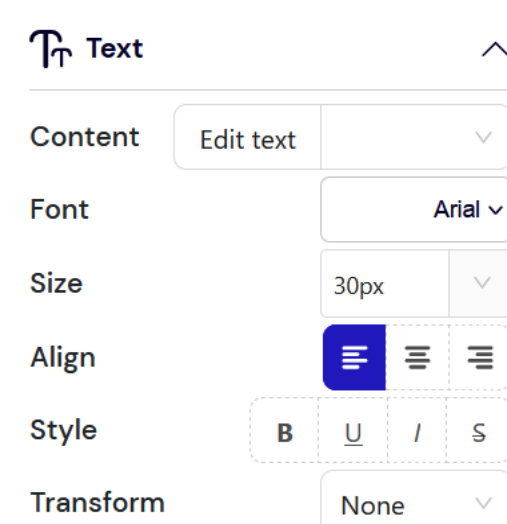 Text
Content Edit text
Font Arial
Size 30px
Align
Style B U I S
Transform None